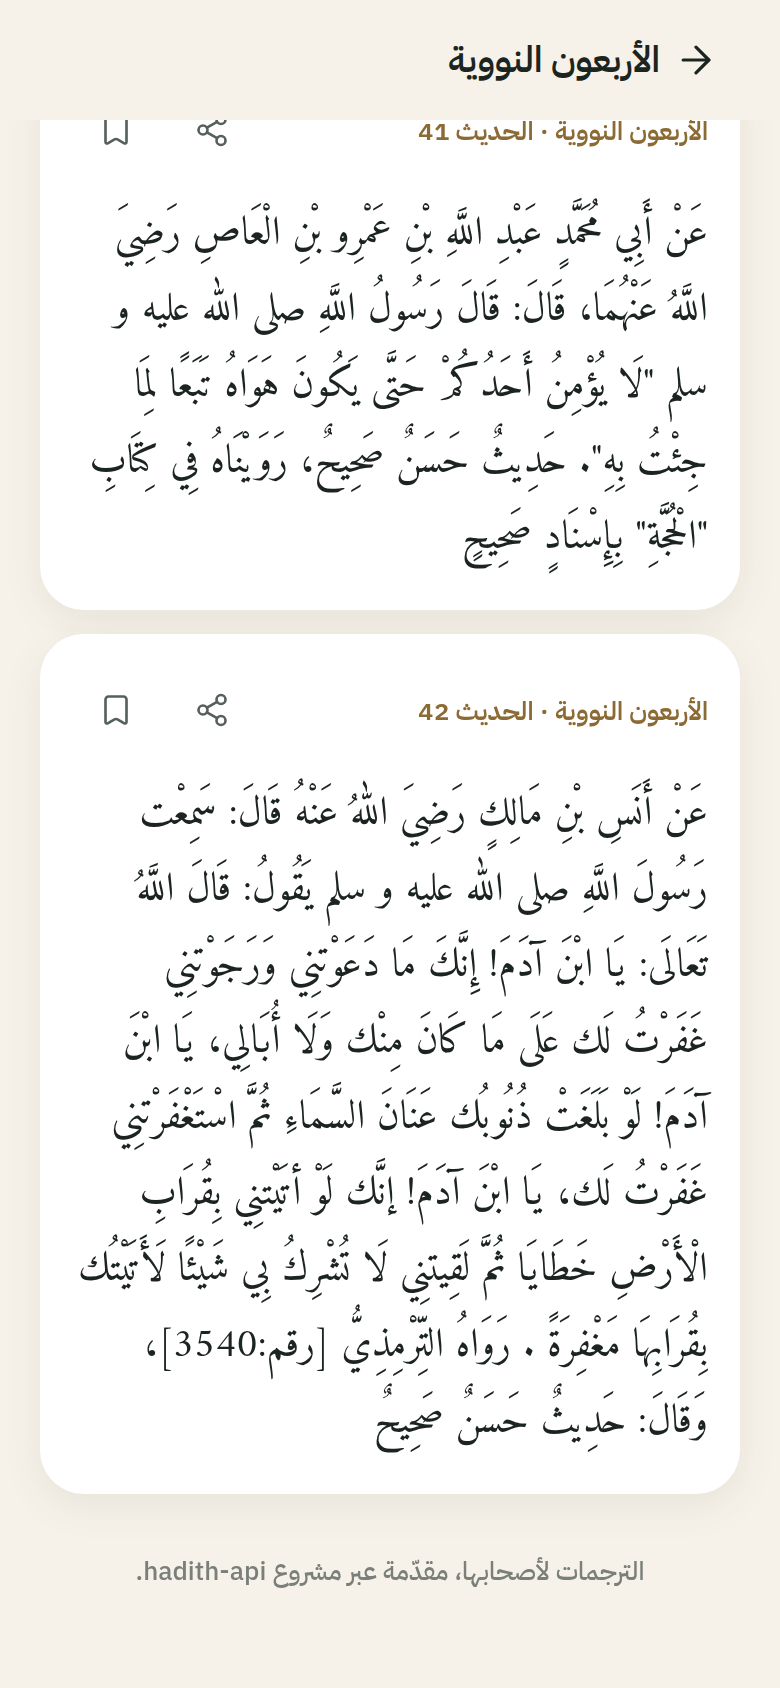 الأربعون النووية
الأربعون النووية · الحديث 41
عَنْ أَبِي مُحَمَّدٍ عَبْدِ اللَّهِ بْنِ عَمْرِو بْنِ الْعَاصِ رَضِيَ
اللَّهُ عَنْهُمَا، قَالَ: قَالَ رَسُولُ اللَّهِ صلى الله عليه و
سلم "لَا يُؤْمِنُ أَحَدُكُمْ حَتَّى يَكُونَ هَوَاهُ تَبَعًا لِمَا
جِئْتُ بِهِ". حَدِيثٌ حَسَنٌ صَحِيحٌ، رَوَيْنَاهُ فِي كِتَابِ
"الْحُجَّةِ" بِإِسْنَادٍ صَحِيحٍ
الأربعون النووية · الحديث 42
عَنْ أَنَسِ بْنِ مَالِكٍ رَضِيَ اللهُ عَنْهُ قَالَ: سَمِعْت
رَسُولَ اللَّهِ صلى الله عليه و سلم يَقُولُ: قَالَ اللَّهُ
تَعَالَى: يَا ابْنَ آدَمَ! إِنَّكَ مَا دَعَوْتنِي وَرَجَوْتنِي
غَفَرْتُ لَك عَلَى مَا كَانَ مِنْك وَلَا أُبَالِي، يَا ابْنَ
آدَمَ! لَوْ بَلَغَتْ ذُنُوبُك عَنَانَ السَّمَاءِ ثُمَّ اسْتَغْفَرْتنِي
غَفَرْتُ لَك، يَا ابْنَ آدَمَ! إنَّك لَوْ أتَيْتنِي بِقُرَابِ
الْأَرْضِ خَطَايَا ثُمَّ لَقِيتنِي لَا تُشْرِكُ بِي شَيْئًا لَأَتَيْتُك
بِقُرَابِهَا مَغْفِرَةً . رَوَاهُ التِّرْمِذِيُّ [رقم:3540]،
وَقَالَ: حَدِيثٌ حَسَنٌ صَحِيحٌ
الترجمات لأصحابها، مقدّمة عبر مشروع hadith-api.